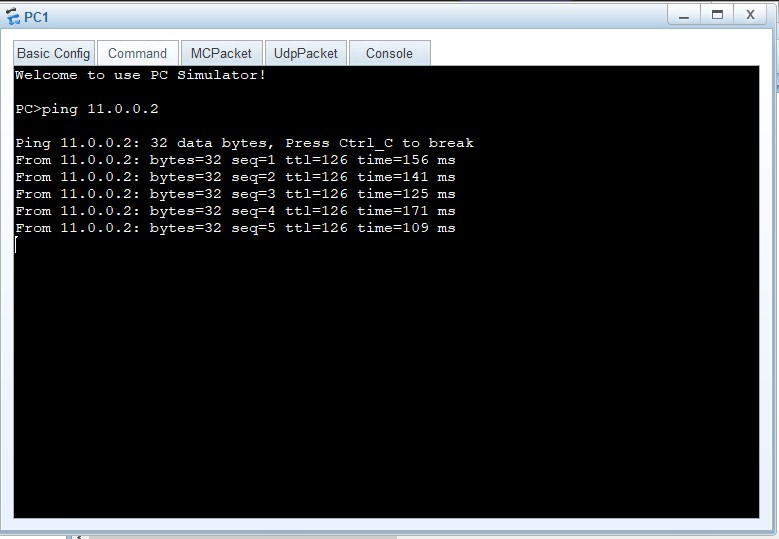 PC1
Basic Config Command MCPacket UdpPacket Console
Welcome to use PC Simulator!
PC>ping 11.0.0.2
Ping 11.0.0.2: 32 data bytes, Press Ctrl_C to break
From 11.0.0.2: bytes=32 seq=1 ttl=126 time=156 ms
From 11.0.0.2: bytes=32 seq=2 ttl=126 time=141 ms
From 11.0.0.2: bytes=32 seq=3 ttl=126 time=125 ms
From 11.0.0.2: bytes=32 seq=4 ttl=126 time=171 ms
From 11.0.0.2: bytes=32 seq=5 ttl=126 time=109 ms